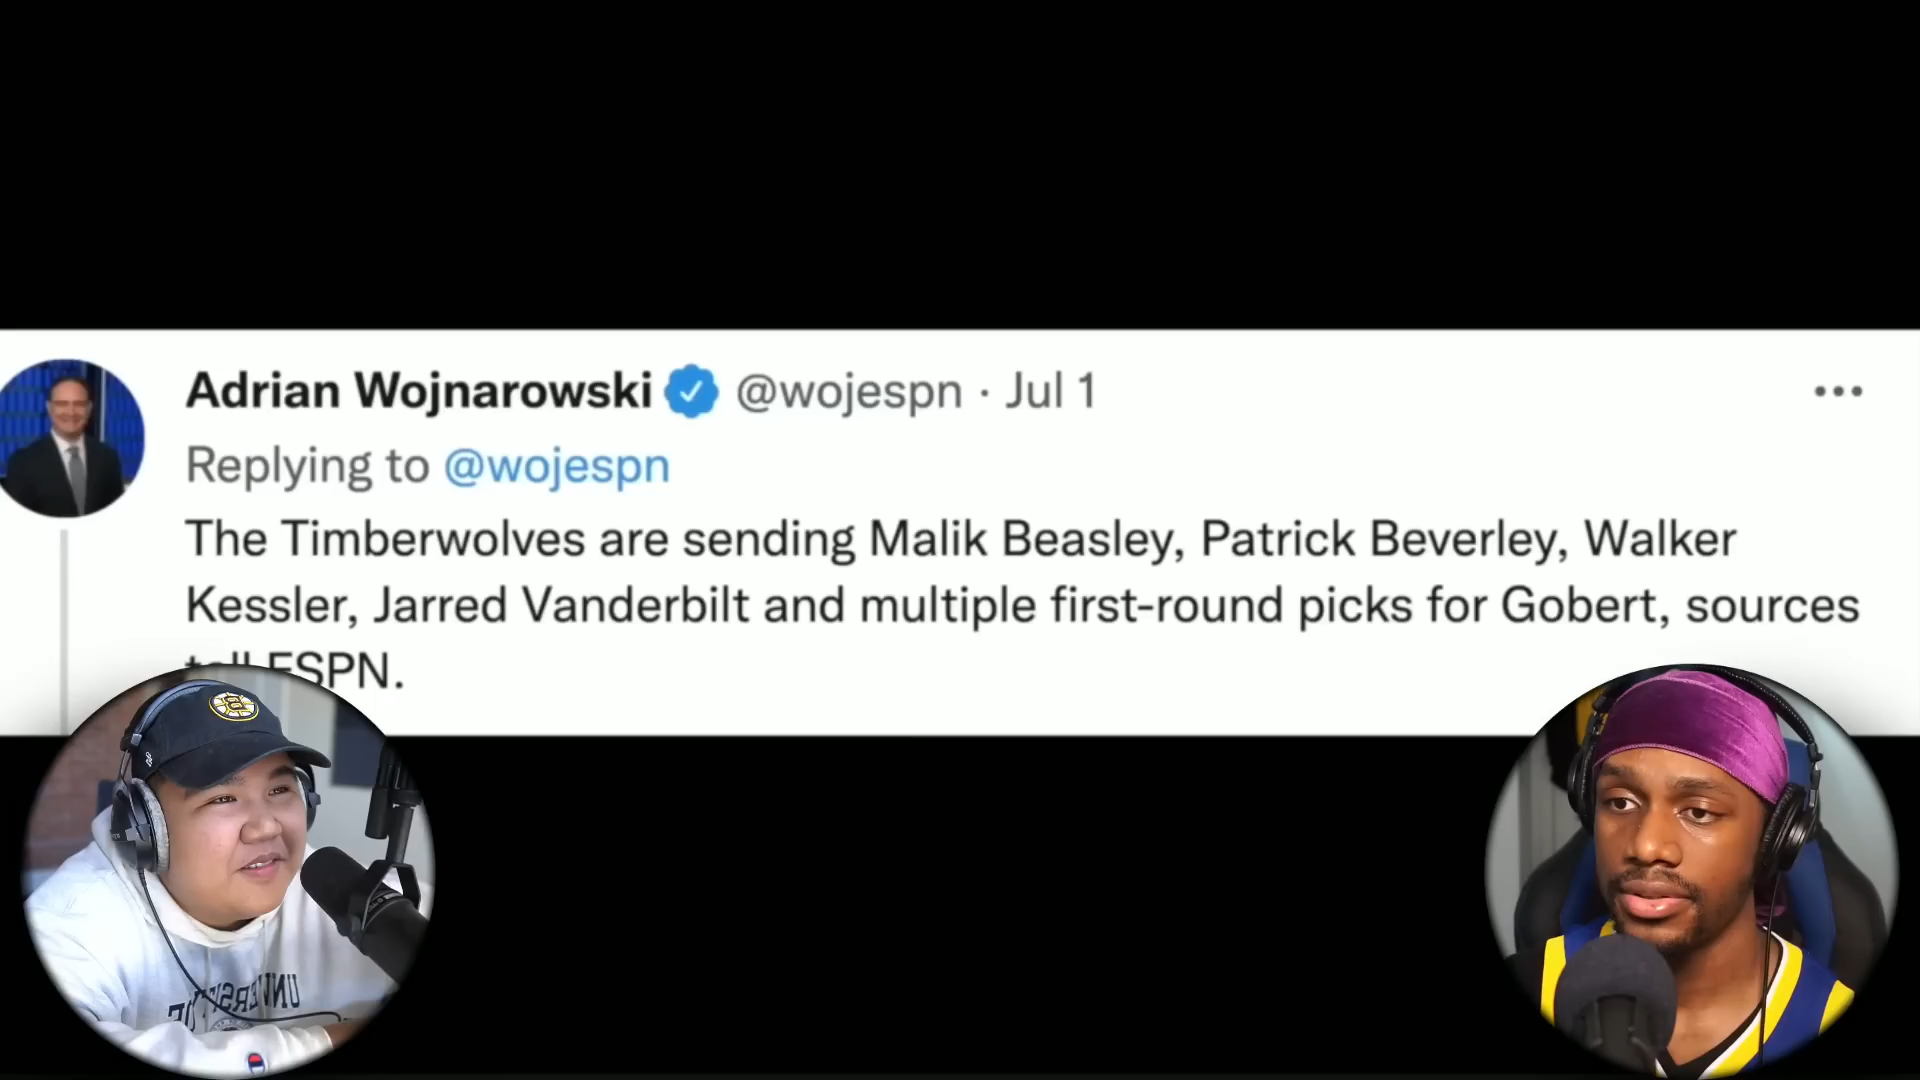 Adrian Wojnarowski @wojespn · Jul 1
Replying to @wojespn
The Timberwolves are sending Malik Beasley, Patrick Beverley, Walker
Kessler, Jarred Vanderbilt and multiple first-round picks for Gobert, sources
tell ESPN.
B